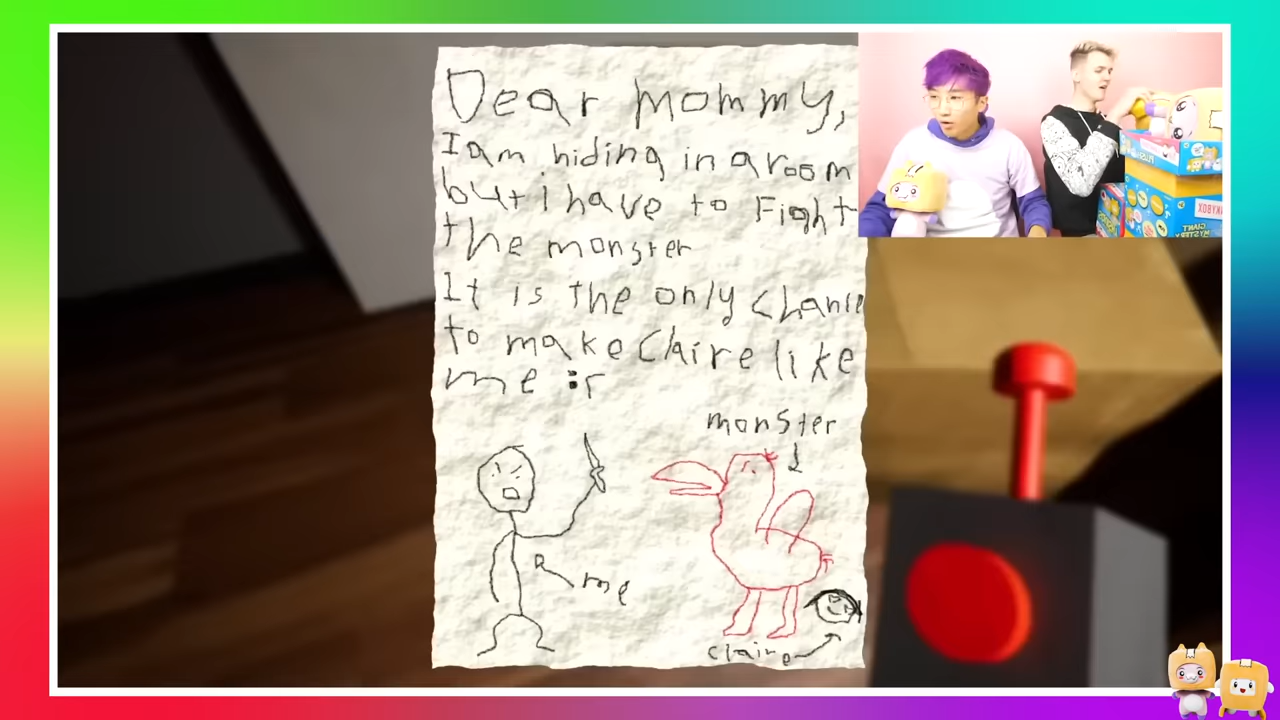 Dear mommy,
I am hiding in a room
but i have to Fight
the monster
It is the only chance
to make Claire like
me :r
monster
me
claire